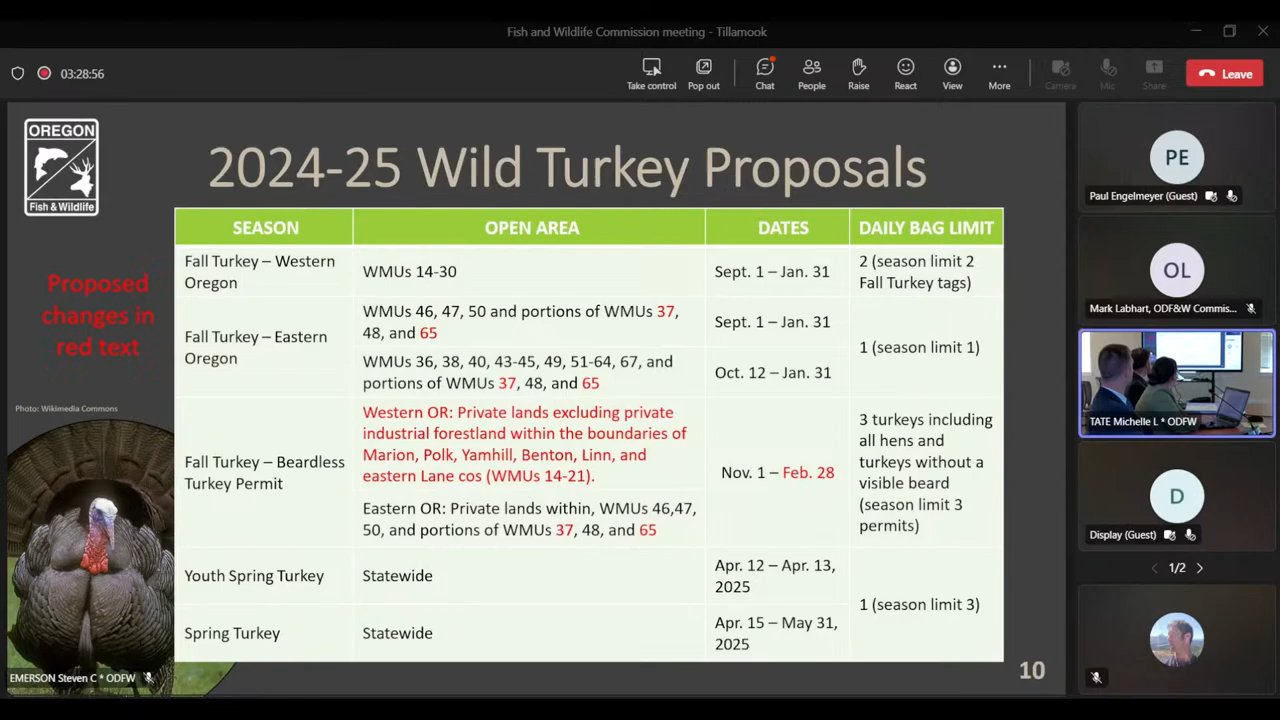 Fish and Wildlife Commission meeting - Tillamook
03:28:56
Take control
Pop out
Chat
People
Raise
React
View
More
Camera
Mic
Share
Leave
OREGON
Fish & Wildlife
2024-25 Wild Turkey Proposals
Proposed
changes in
red text
SEASON
OPEN AREA
DATES
DAILY BAG LIMIT
Fall Turkey – Western
Oregon
WMUs 14-30
Sept. 1 – Jan. 31
2 (season limit 2
Fall Turkey tags)
Fall Turkey – Eastern
Oregon
WMUs 46, 47, 50 and portions of WMUs 37,
48, and 65
Sept. 1 – Jan. 31
WMUs 36, 38, 40, 43-45, 49, 51-64, 67, and
portions of WMUs 37, 48, and 65
Oct. 12 – Jan. 31
1 (season limit 1)
Fall Turkey – Beardless
Turkey Permit
Western OR: Private lands excluding private
industrial forestland within the boundaries of
Marion, Polk, Yamhill, Benton, Linn, and
eastern Lane cos (WMUs 14-21).
Eastern OR: Private lands within, WMUs 46,47,
50, and portions of WMUs 37, 48, and 65
Nov. 1 – Feb. 28
3 turkeys including
all hens and
turkeys without a
visible beard
(season limit 3
permits)
Youth Spring Turkey
Statewide
Apr. 12 – Apr. 13,
2025
Spring Turkey
Statewide
Apr. 15 – May 31,
2025
1 (season limit 3)
Photo: Wikimedia Commons
EMERSON Steven C * ODFW
10
PE
Paul Engelmeyer (Guest)
OL
Mark Labhart, ODF&W Commis...
TATE Michelle L * ODFW
D
Display (Guest)
1/2